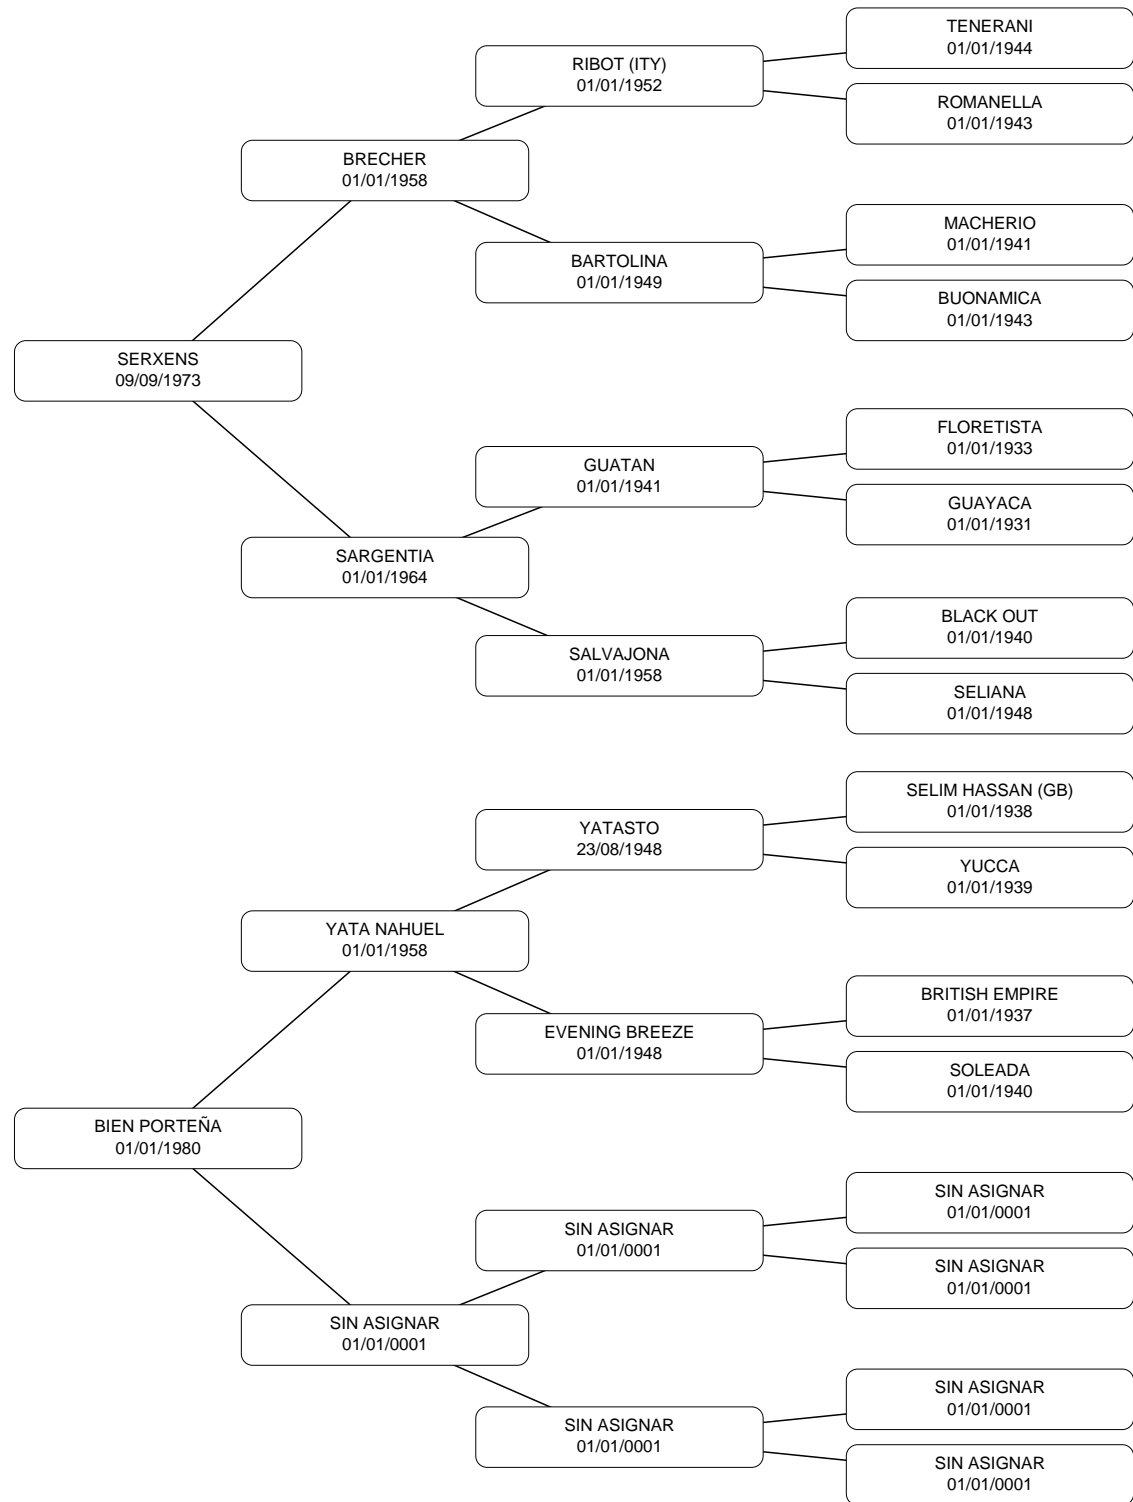 TENERANI
01/01/1944
RIBOT (ITY)
01/01/1952
ROMANELLA
01/01/1943
BRECHER
01/01/1958
MACHERIO
01/01/1941
BARTOLINA
01/01/1949
BUONAMICA
01/01/1943
SERXENS
09/09/1973
FLORETISTA
01/01/1933
GUATAN
01/01/1941
GUAYACA
01/01/1931
SARGENTIA
01/01/1964
BLACK OUT
01/01/1940
SALVAJONA
01/01/1958
SELIANA
01/01/1948
SELIM HASSAN (GB)
01/01/1938
YATASTO
23/08/1948
YUCCA
01/01/1939
YATA NAHUEL
01/01/1958
BRITISH EMPIRE
01/01/1937
EVENING BREEZE
01/01/1948
SOLEADA
01/01/1940
BIEN PORTEÑA
01/01/1980
SIN ASIGNAR
01/01/0001
SIN ASIGNAR
01/01/0001
SIN ASIGNAR
01/01/0001
SIN ASIGNAR
01/01/0001
SIN ASIGNAR
01/01/0001
SIN ASIGNAR
01/01/0001
SIN ASIGNAR
01/01/0001